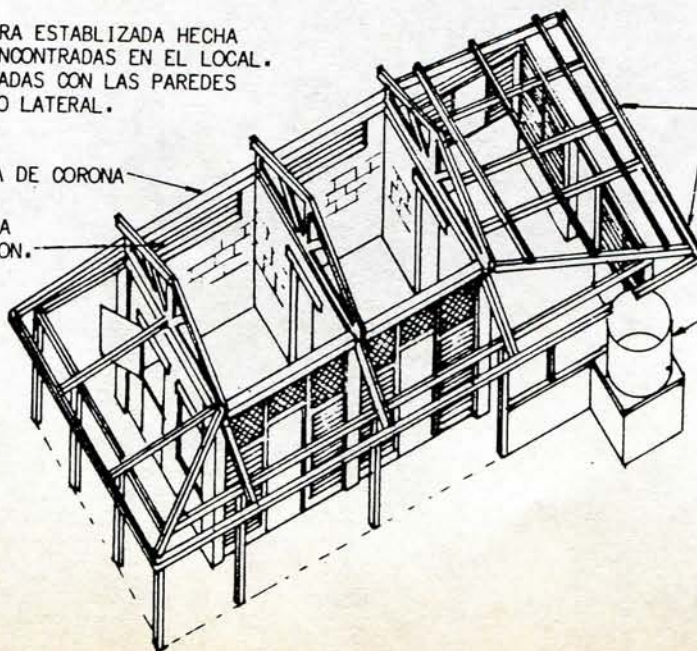 RA ESTABLIZADA HECHA
NCONTRADAS EN EL LOCAL.
ADAS CON LAS PAREDES
O LATERAL.
A DE CORONA
A
ON.